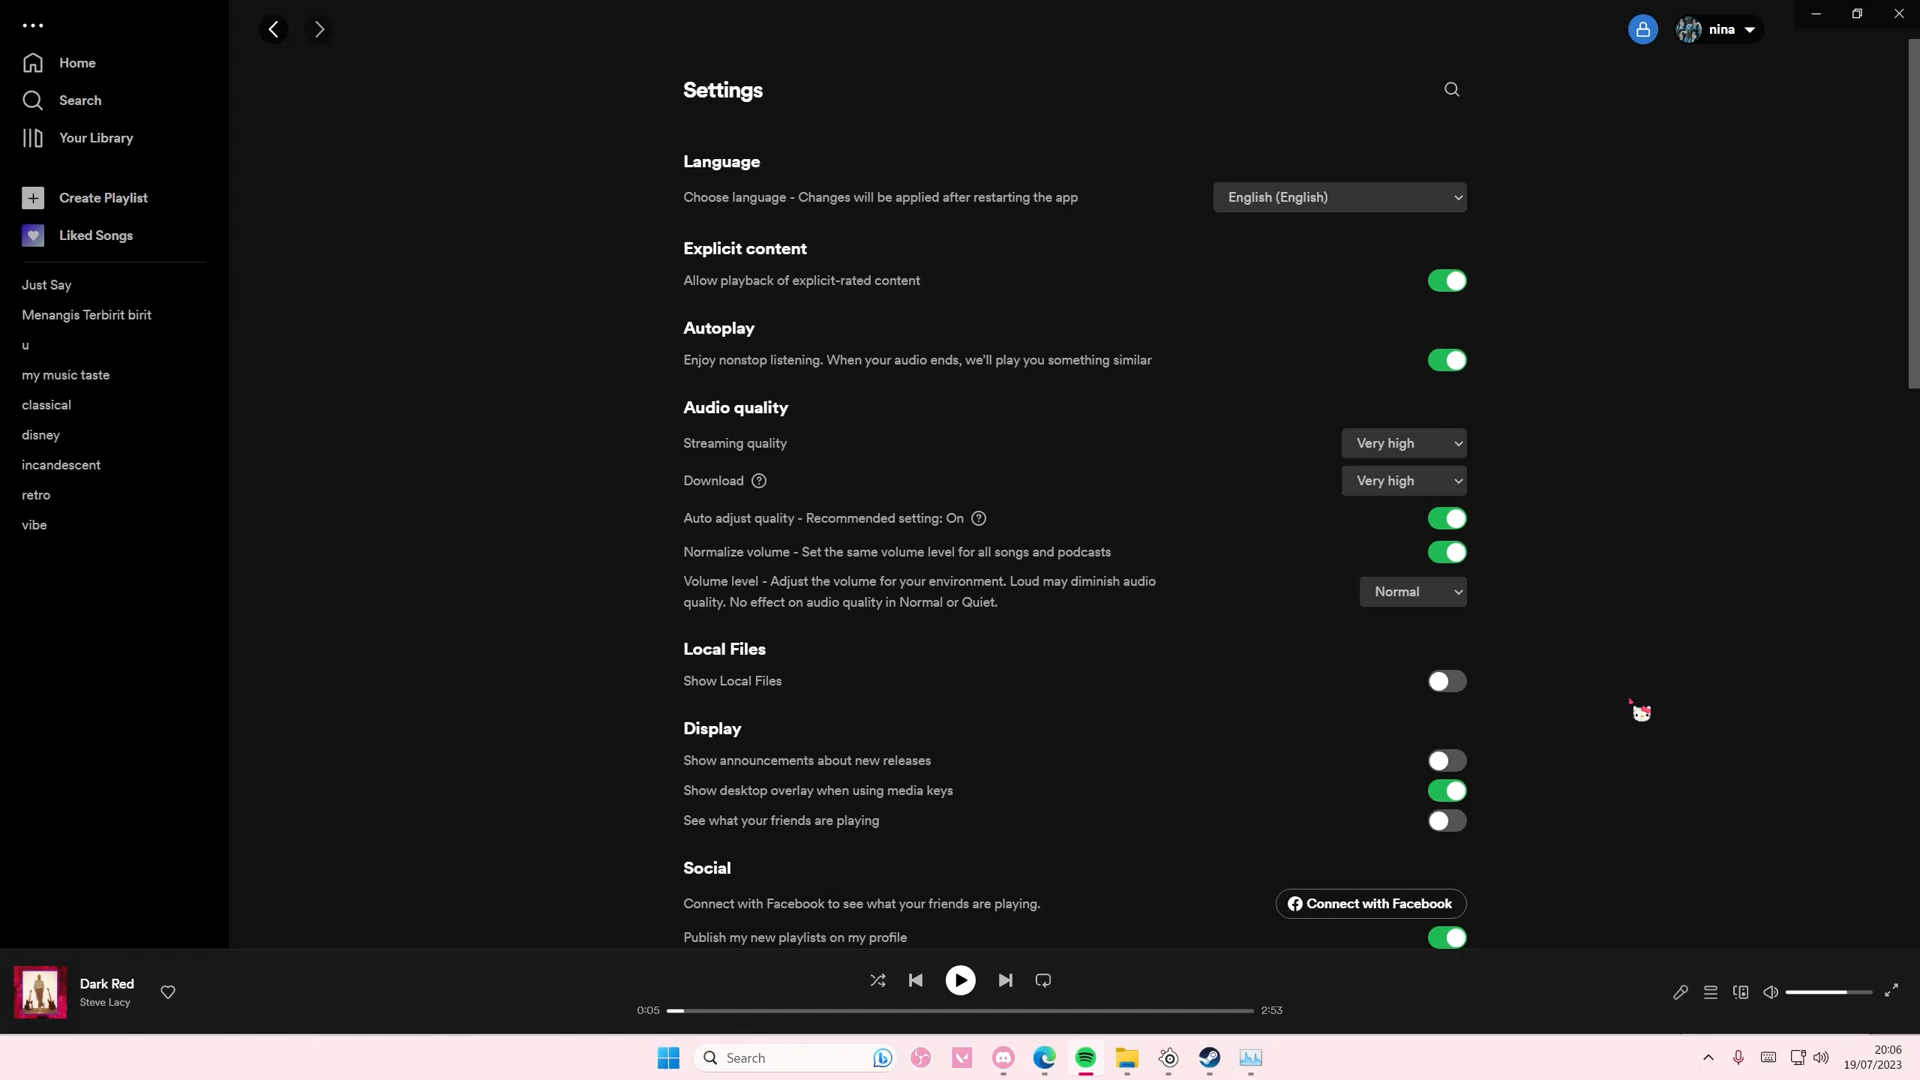 nina
Home
Search
Your Library
Create Playlist
Liked Songs
Just Say
Menangis Terbirit birit
u
my music taste
classical
disney
incandescent
retro
vibe
Settings
Language
Choose language - Changes will be applied after restarting the app
English (English)
Explicit content
Allow playback of explicit-rated content
Autoplay
Enjoy nonstop listening. When your audio ends, we'll play you something similar
Audio quality
Streaming quality
Very high
Download
Very high
Auto adjust quality - Recommended setting: On
Normalize volume - Set the same volume level for all songs and podcasts
Volume level - Adjust the volume for your environment. Loud may diminish audio
quality. No effect on audio quality in Normal or Quiet.
Normal
Local Files
Show Local Files
Display
Show announcements about new releases
Show desktop overlay when using media keys
See what your friends are playing
Social
Connect with Facebook to see what your friends are playing.
Connect with Facebook
Publish my new playlists on my profile
Dark Red
Steve Lacy
0:05
2:53
Search
20:06
19/07/2023